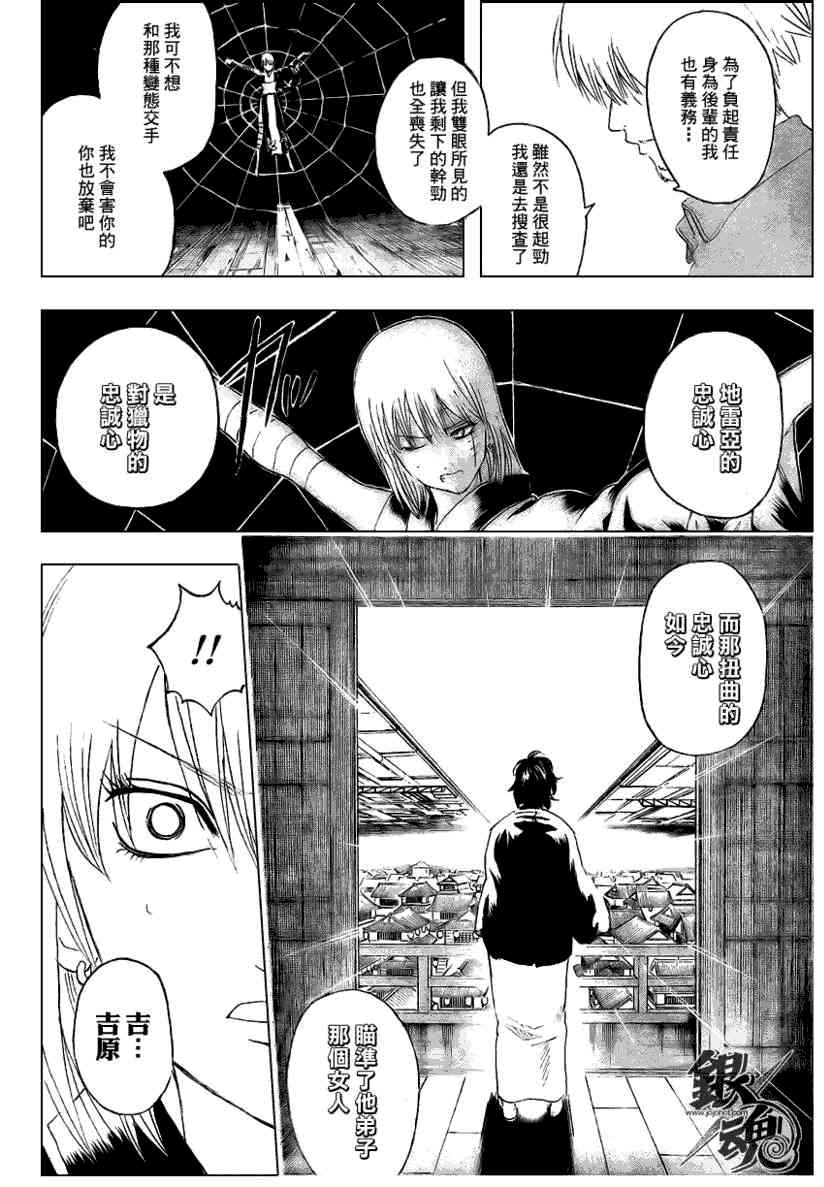 為了負起責任
身為後輩的我
也有義務…
雖然不是很起勁
我還是去搜查了
但我雙眼所見的
讓我剩下的幹勁
也全喪失了
我可不想
和那種變態交手
我不會害你的
你也放棄吧
地雷亞的
忠誠心
是
對獵物的
忠誠心
而那扭曲的
忠誠心
如今
瞄準了他弟子
那個女人
!!
吉…
吉原
銀魂
www.jojohot.com